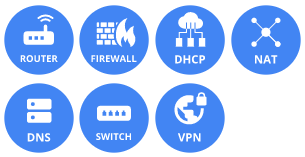 ROUTER
FIREWALL
DHCP
NAT
DNS
SWITCH
VPN